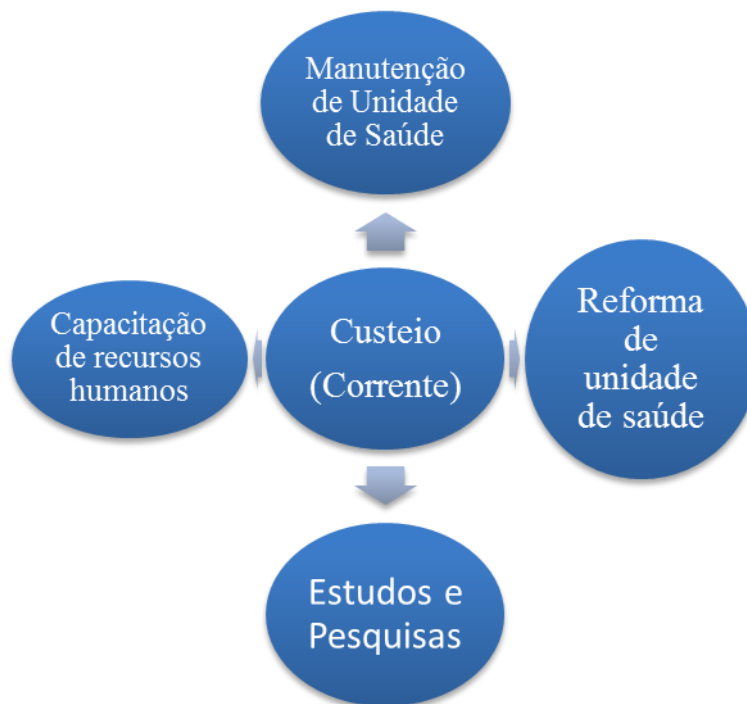 Manutenção
de Unidade
de Saúde
Capacitação
de recursos
humanos
Custeio
(Corrente)
Reforma
de
unidade
de saúde
Estudos e
Pesquisas